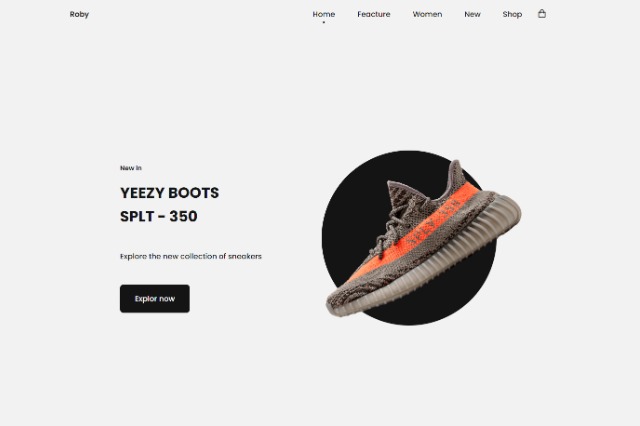 Roby
Home Feacture Women New Shop
New In
YEEZY BOOTS
SPLT - 350
Explore the new collection of sneakers
Explor now